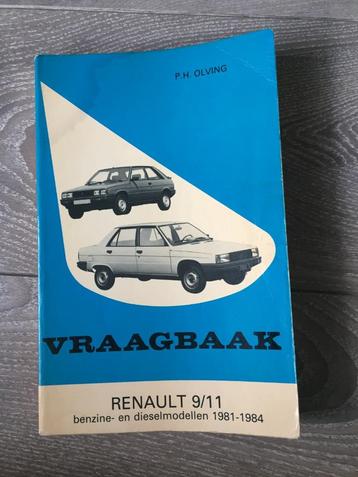 P.H. OLVING
VRAAGBAAK
RENAULT 9/11
benzine- en dieselmodellen 1981-1984